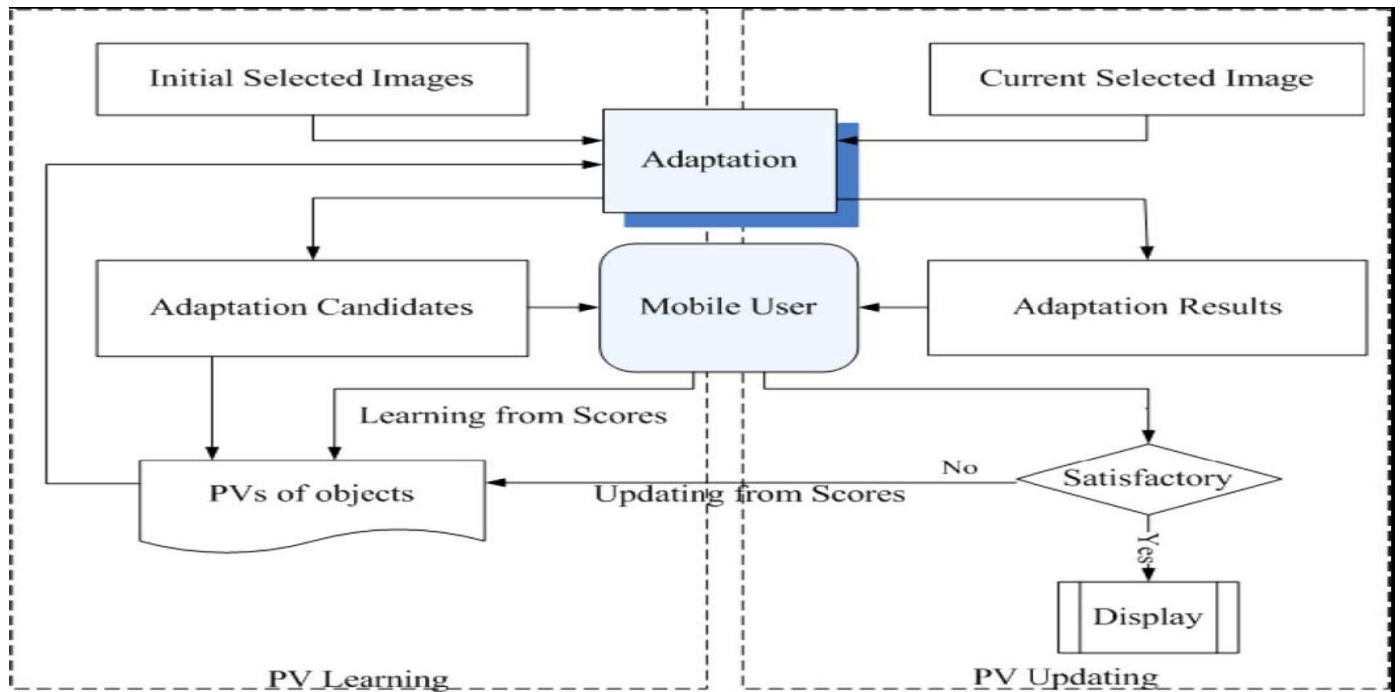 Initial Selected Images
Current Selected Image
Adaptation
Adaptation Candidates
Mobile User
Adaptation Results
Learning from Scores
PVs of objects
Updating from Scores
No
Satisfactory
Yes
Display
PV Learning
PV Updating